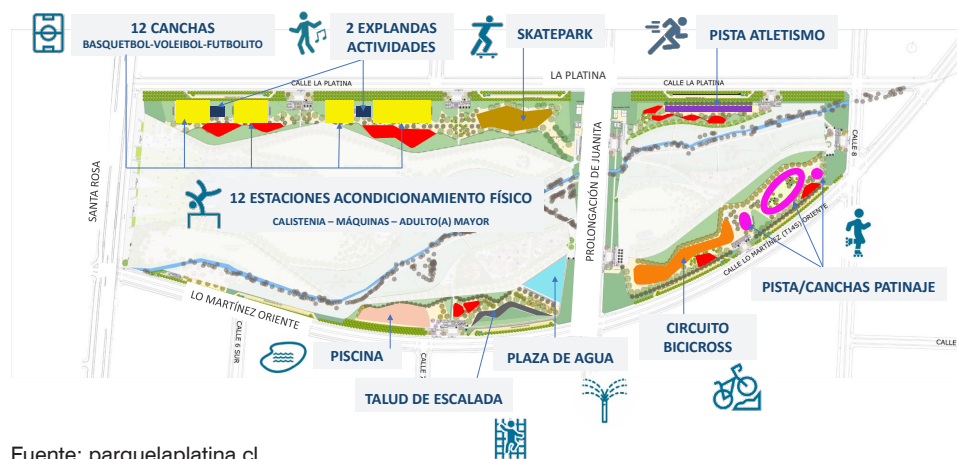 12 CANCHAS
BASQUETBOL-VOLEIBOL-FUTBOLITO
2 EXPLANDAS
ACTIVIDADES
SKATEPARK
PISTA ATLETISMO
LA PLATINA
CALLE LA PLATINA
CALLE LA PLATINA
SANTA ROSA
PROLONGACIÓN DE JUANITA
CALLE 8
12 ESTACIONES ACONDICIONAMIENTO FÍSICO
CALISTENIA – MÁQUINAS – ADULTO(A) MAYOR
CALLE LO MARTÍNEZ (T14S) ORIENTE
PISTA/CANCHAS PATINAJE
LO MARTÍNEZ ORIENTE
CALLE 6 SUR
CIRCUITO
BICICROSS
CALLE
PISCINA
PLAZA DE AGUA
TALUD DE ESCALADA
Fuente: parquelaplatina.cl